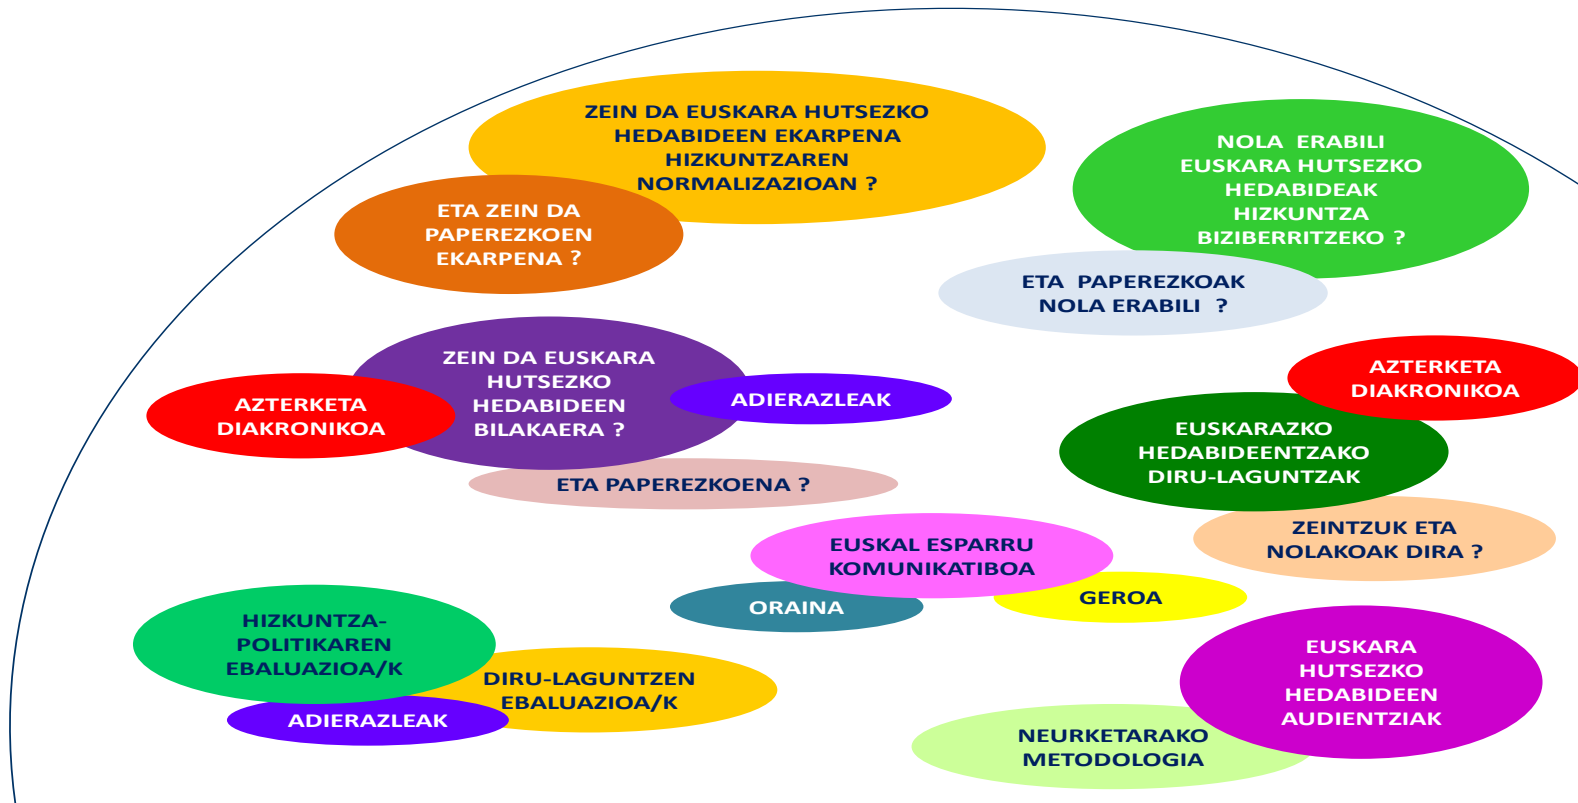 ZEIN DA EUSKARA HUTSEZKO
HEDABIDEEN EKARPENA
HIZKUNTZAREN
NORMALIZAZIOAN ?
ETA ZEIN DA
PAPEREZKOEN
EKARPENA ?
NOLA  ERABILI
EUSKARA HUTSEZKO
HEDABIDEAK
HIZKUNTZA
BIZIBERRITZEKO ?
ETA  PAPEREZKOAK
NOLA ERABILI  ?
ZEIN DA EUSKARA
HUTSEZKO
HEDABIDEEN
BILAKAERA ?
AZTERKETA
DIAKRONIKOA
ADIERAZLEAK
ETA PAPEREZKOENA ?
AZTERKETA
DIAKRONIKOA
EUSKARAZKO
HEDABIDEENTZAKO
DIRU-LAGUNTZAK
ZEINTZUK ETA
NOLAKOAK DIRA ?
EUSKAL ESPARRU
KOMUNIKATIBOA
ORAINA
GEROA
HIZKUNTZA-
POLITIKAREN
EBALUAZIOA/K
DIRU-LAGUNTZEN
EBALUAZIOA/K
ADIERAZLEAK
EUSKARA
HUTSEZKO
HEDABIDEEN
AUDIENTZIAK
NEURKETARAKO
METODOLOGIA